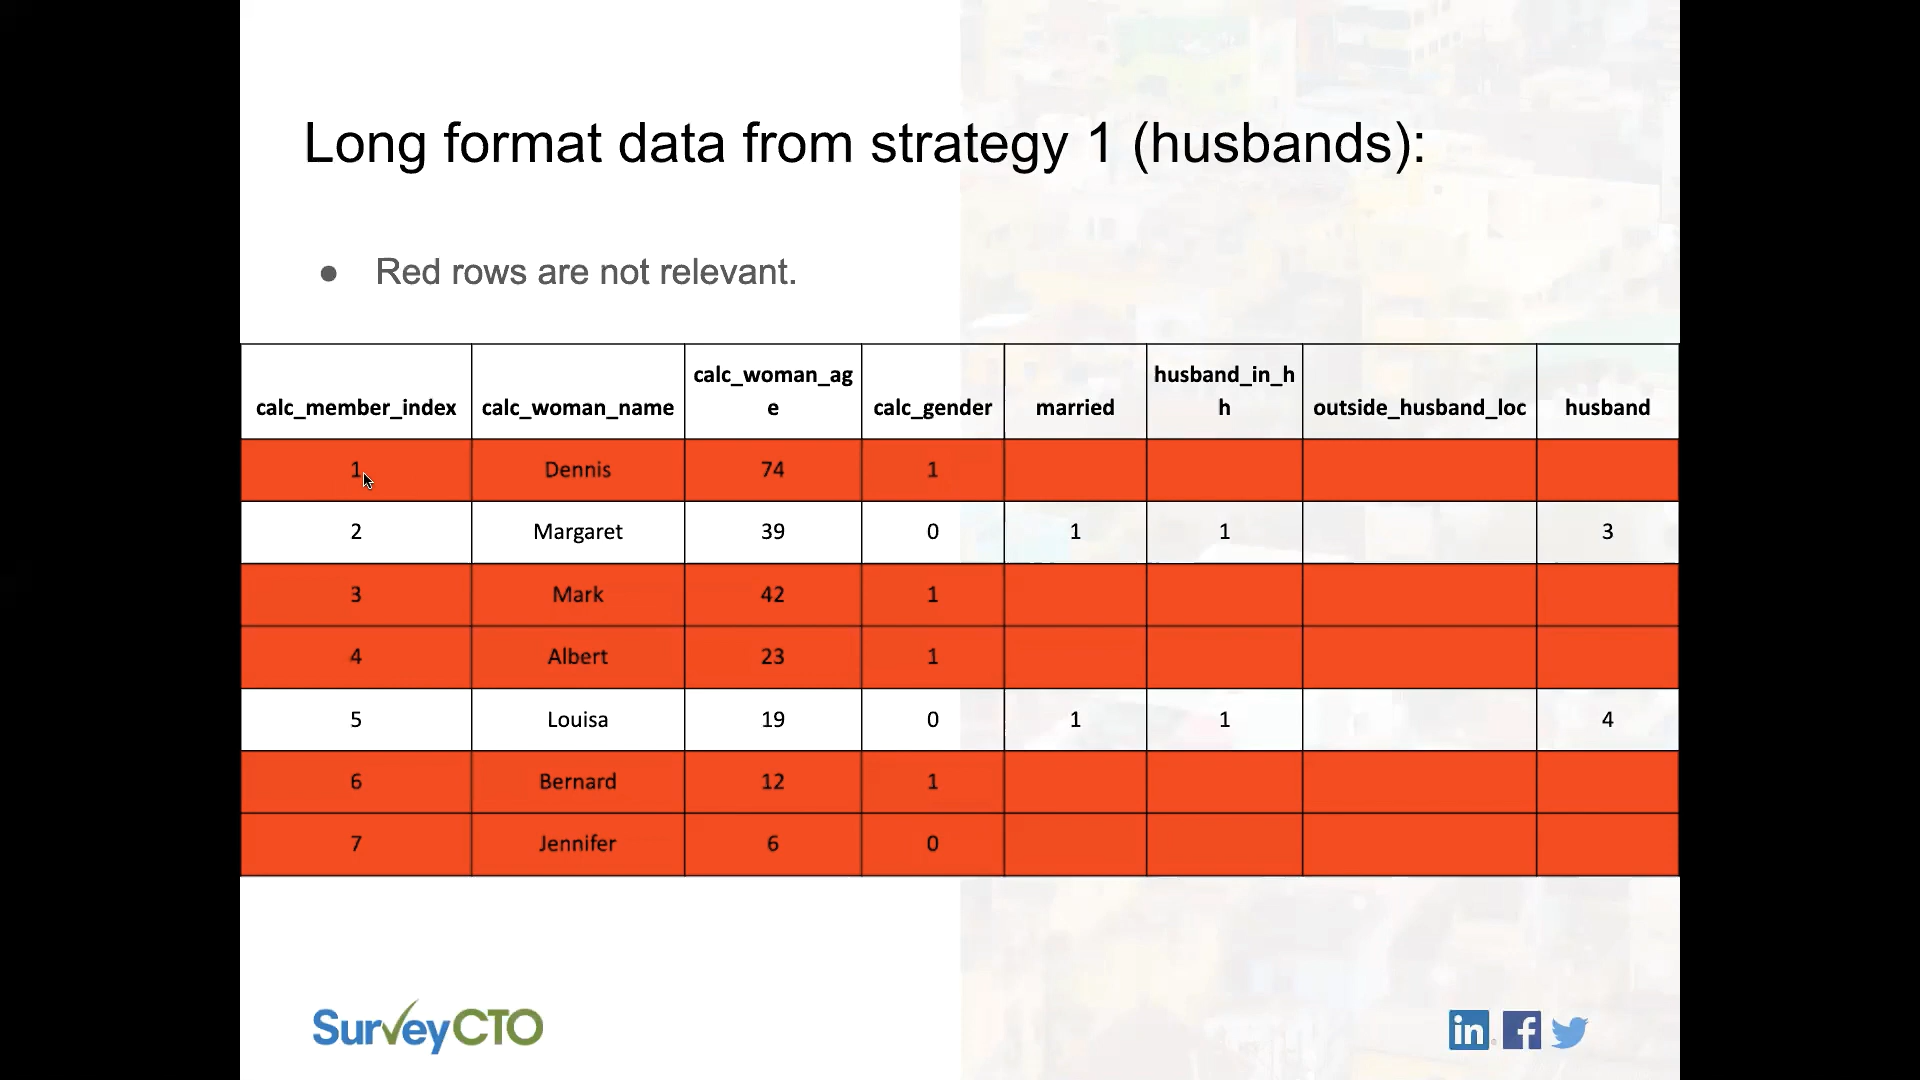 Long format data from strategy 1 (husbands):
● Red rows are not relevant.
calc_member_index calc_woman_name calc_woman_age calc_gender married husband_in_hh outside_husband_loc husband
1 Dennis 74 1
2 Margaret 39 0 1 1 3
3 Mark 42 1
4 Albert 23 1
5 Louisa 19 0 1 1 4
6 Bernard 12 1
7 Jennifer 6 0
SurveyCTO in f